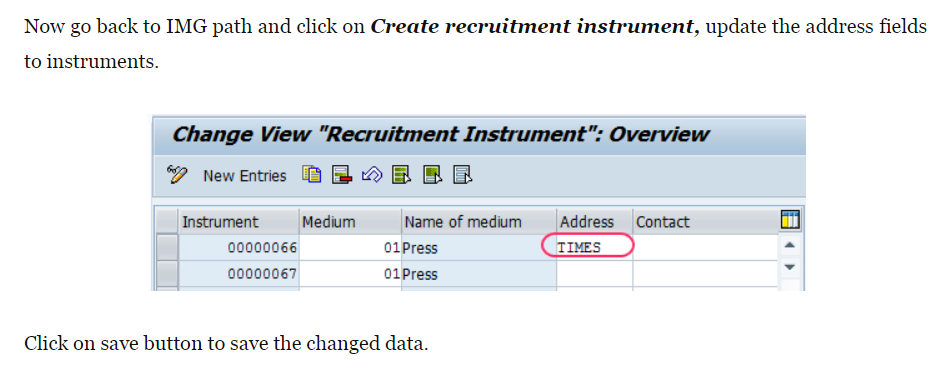 Now go back to IMG path and click on Create recruitment instrument, update the address fields
to instruments.
Change View "Recruitment Instrument": Overview
New Entries
Instrument Medium Name of medium Address Contact
00000066 01 Press TIMES
00000067 01 Press
Click on save button to save the changed data.